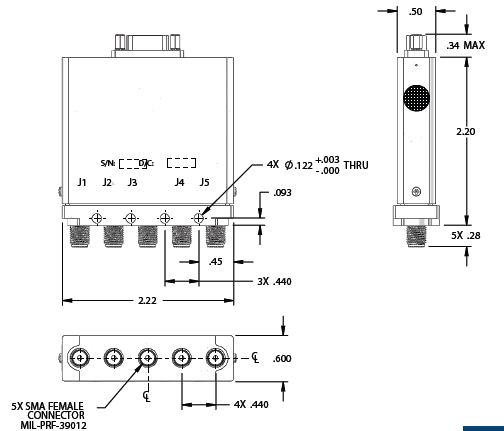 .50
.34 MAX
2.20
S/N: D/C:
J1 J2 J3 J4 J5
4X Ø.122 +.003 -.000 THRU
.093
5X .28
.45
3X .440
2.22
℄ .600
℄
4X .440
5X SMA FEMALE
CONNECTOR
MIL-PRF-39012